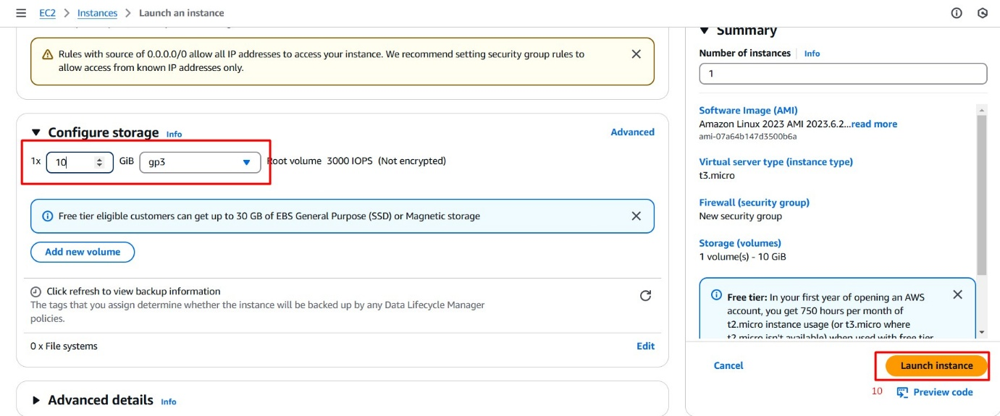 EC2 > Instances > Launch an instance
Rules with source of 0.0.0.0/0 allow all IP addresses to access your instance. We recommend setting security group rules to
allow access from known IP addresses only.
Configure storage Info
Advanced
1x 10 GiB gp3 Root volume 3000 IOPS (Not encrypted)
Free tier eligible customers can get up to 30 GB of EBS General Purpose (SSD) or Magnetic storage
Add new volume
Click refresh to view backup information
The tags that you assign determine whether the instance will be backed up by any Data Lifecycle Manager
policies.
0 x File systems
Edit
Advanced details Info
Summary
Number of instances Info
1
Software Image (AMI)
Amazon Linux 2023 AMI 2023.6.2...read more
ami-07a64b147d3500b6a
Virtual server type (instance type)
t3.micro
Firewall (security group)
New security group
Storage (volumes)
1 volume(s) - 10 GiB
Free tier: In your first year of opening an AWS
account, you get 750 hours per month of
t2.micro instance usage (or t3.micro where
t2.micro isn't available) when used with free tier
Cancel
Launch instance
10
Preview code